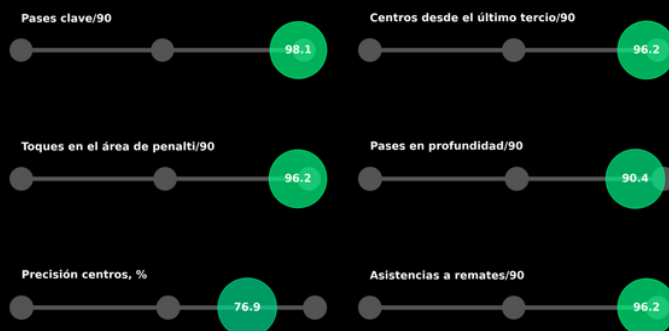 Pases clave/90
Centros desde el último tercio/90
98.1
96.2
Toques en el área de penalti/90
Pases en profundidad/90
96.2
90.4
Precisión centros, %
Asistencias a remates/90
76.9
96.2